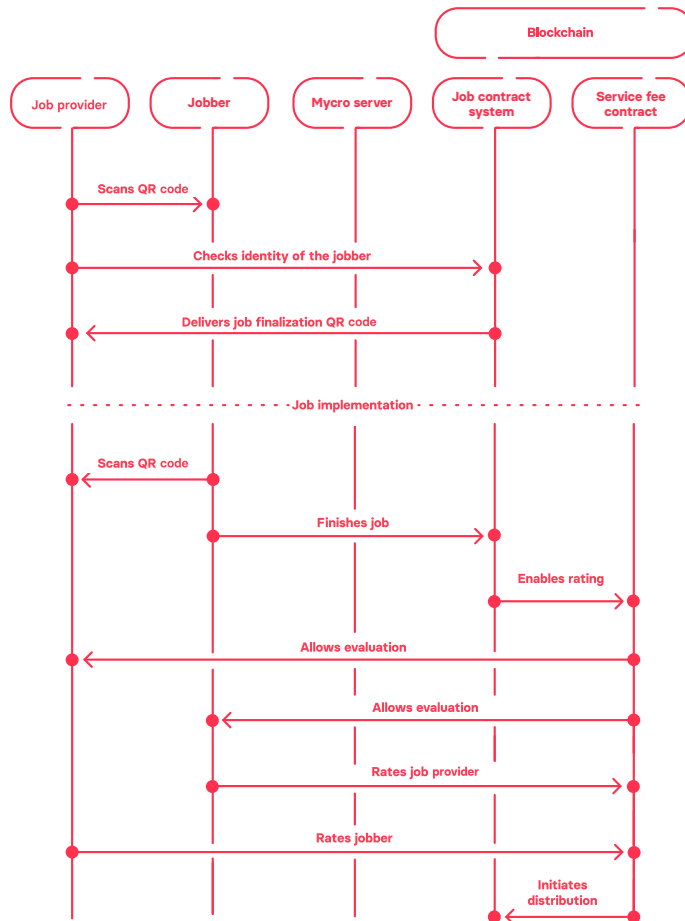 Blockchain
Job provider
Jobber
Mycro server
Job contract
system
Service fee
contract
Scans QR code
Checks identity of the jobber
Delivers job finalization QR code
Job implementation
Scans QR code
Finishes job
Enables rating
Allows evaluation
Allows evaluation
Rates job provider
Rates jobber
Initiates
distribution